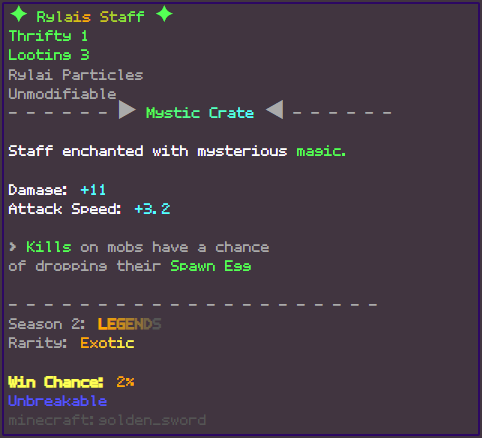 ✦ Rylais Staff ✦
Thrifty 1
Looting 3
Rylai Particles
Unmodifiable
- - - - - - ▶ Mystic Crate ◀ - - - - - -
Staff enchanted with mysterious magic.
Damage: +11
Attack Speed: +3.2
> Kills on mobs have a chance
of dropping their Spawn Egg
- - - - - - - - - - - - - - - - - - - - - -
Season 2: LEGENDS
Rarity: Exotic
Win Chance: 2%
Unbreakable
minecraft:golden_sword